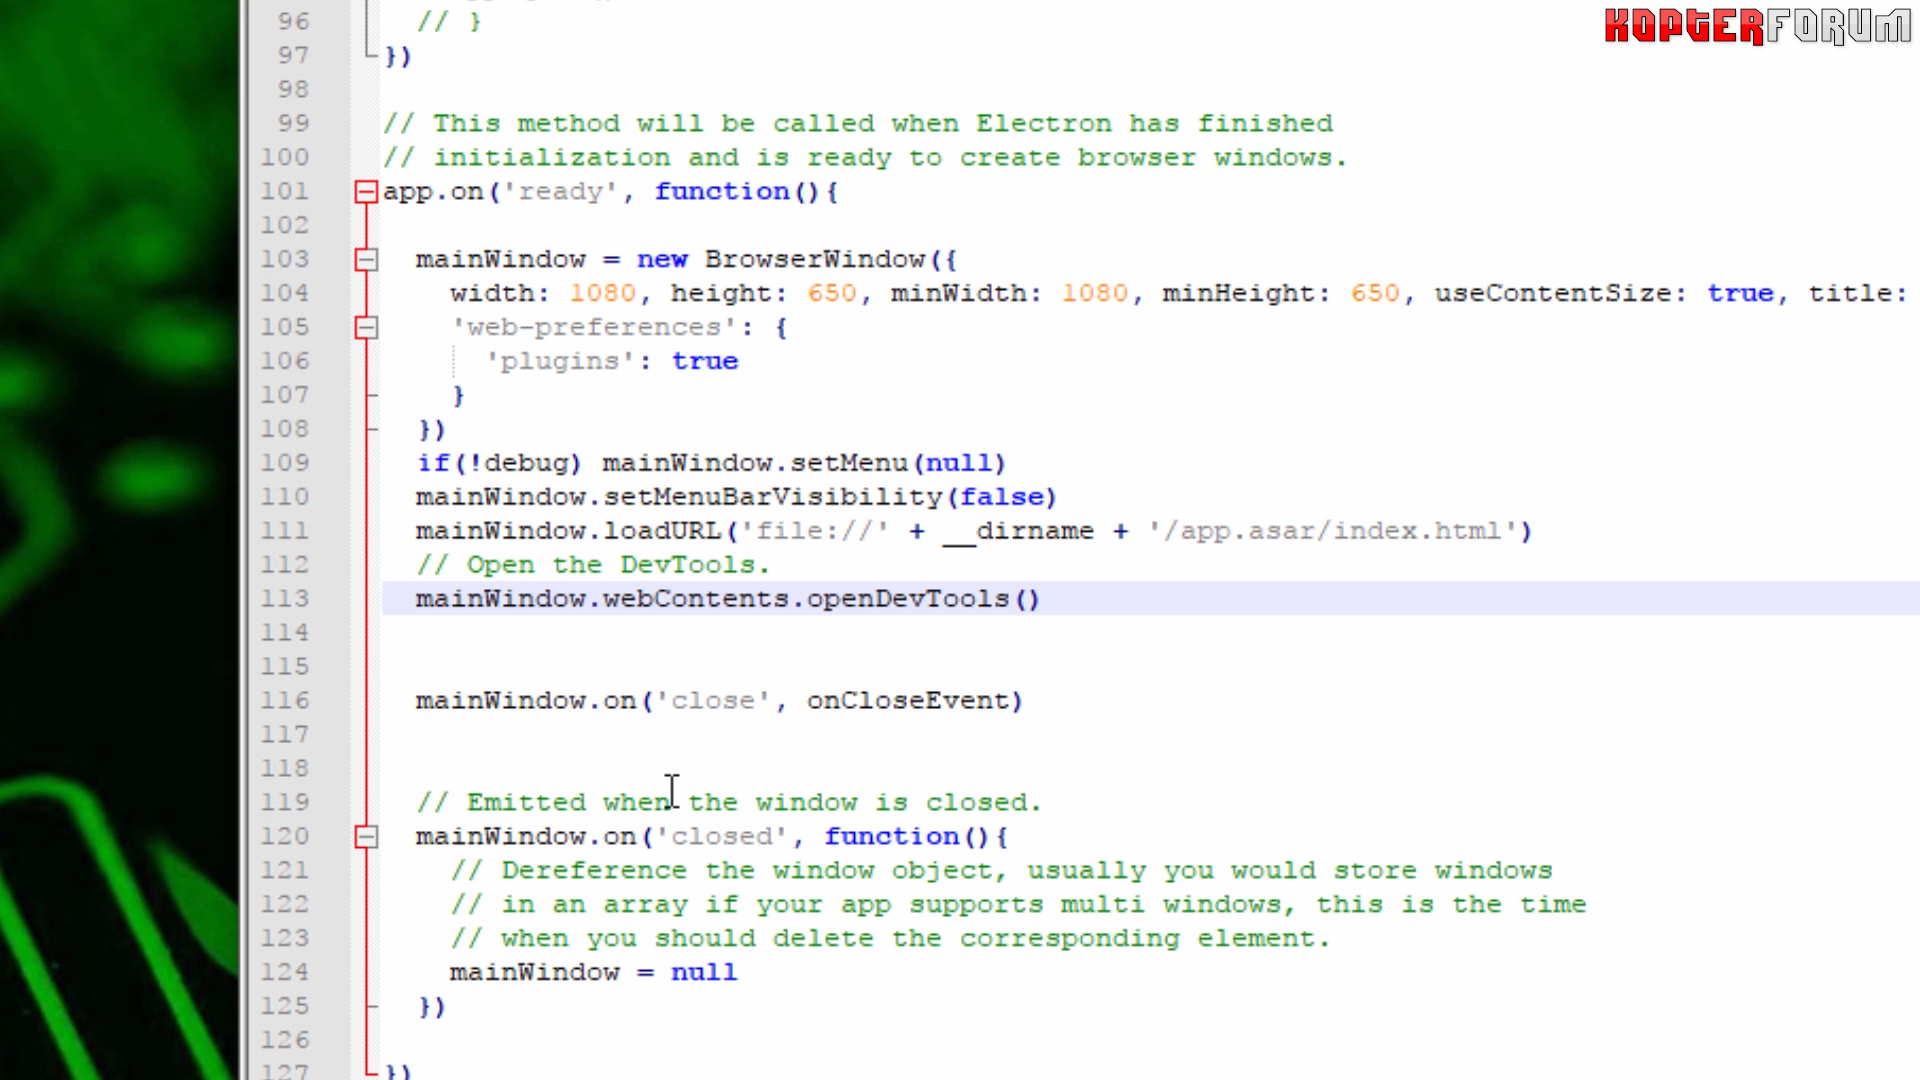 KOPTERFORUM
96 // }
97 })
98
99 // This method will be called when Electron has finished
100 // initialization and is ready to create browser windows.
101 app.on('ready', function(){
102
103 mainWindow = new BrowserWindow({
104 width: 1080, height: 650, minWidth: 1080, minHeight: 650, useContentSize: true, title:
105 'web-preferences': {
106 'plugins': true
107 }
108 })
109 if(!debug) mainWindow.setMenu(null)
110 mainWindow.setMenuBarVisibility(false)
111 mainWindow.loadURL('file://' + __dirname + '/app.asar/index.html')
112 // Open the DevTools.
113 mainWindow.webContents.openDevTools()
114
115
116 mainWindow.on('close', onCloseEvent)
117
118
119 // Emitted when the window is closed.
120 mainWindow.on('closed', function(){
121 // Dereference the window object, usually you would store windows
122 // in an array if your app supports multi windows, this is the time
123 // when you should delete the corresponding element.
124 mainWindow = null
125 })
126
127 })